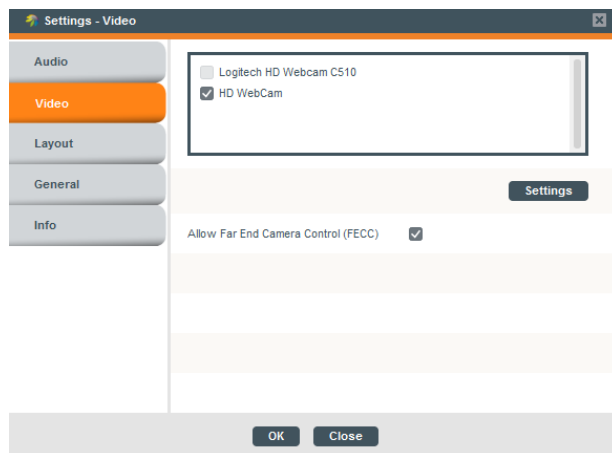 Settings - Video
Audio
Video
Layout
General
Info
Logitech HD Webcam C510
HD WebCam
Settings
Allow Far End Camera Control (FECC)
OK
Close